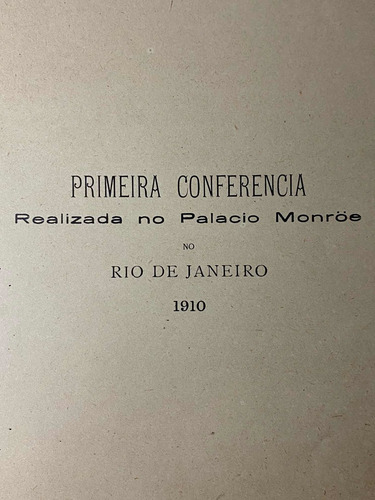 PRIMEIRA CONFERENCIA
Realizada no Palacio Monröe
NO
RIO DE JANEIRO
1910